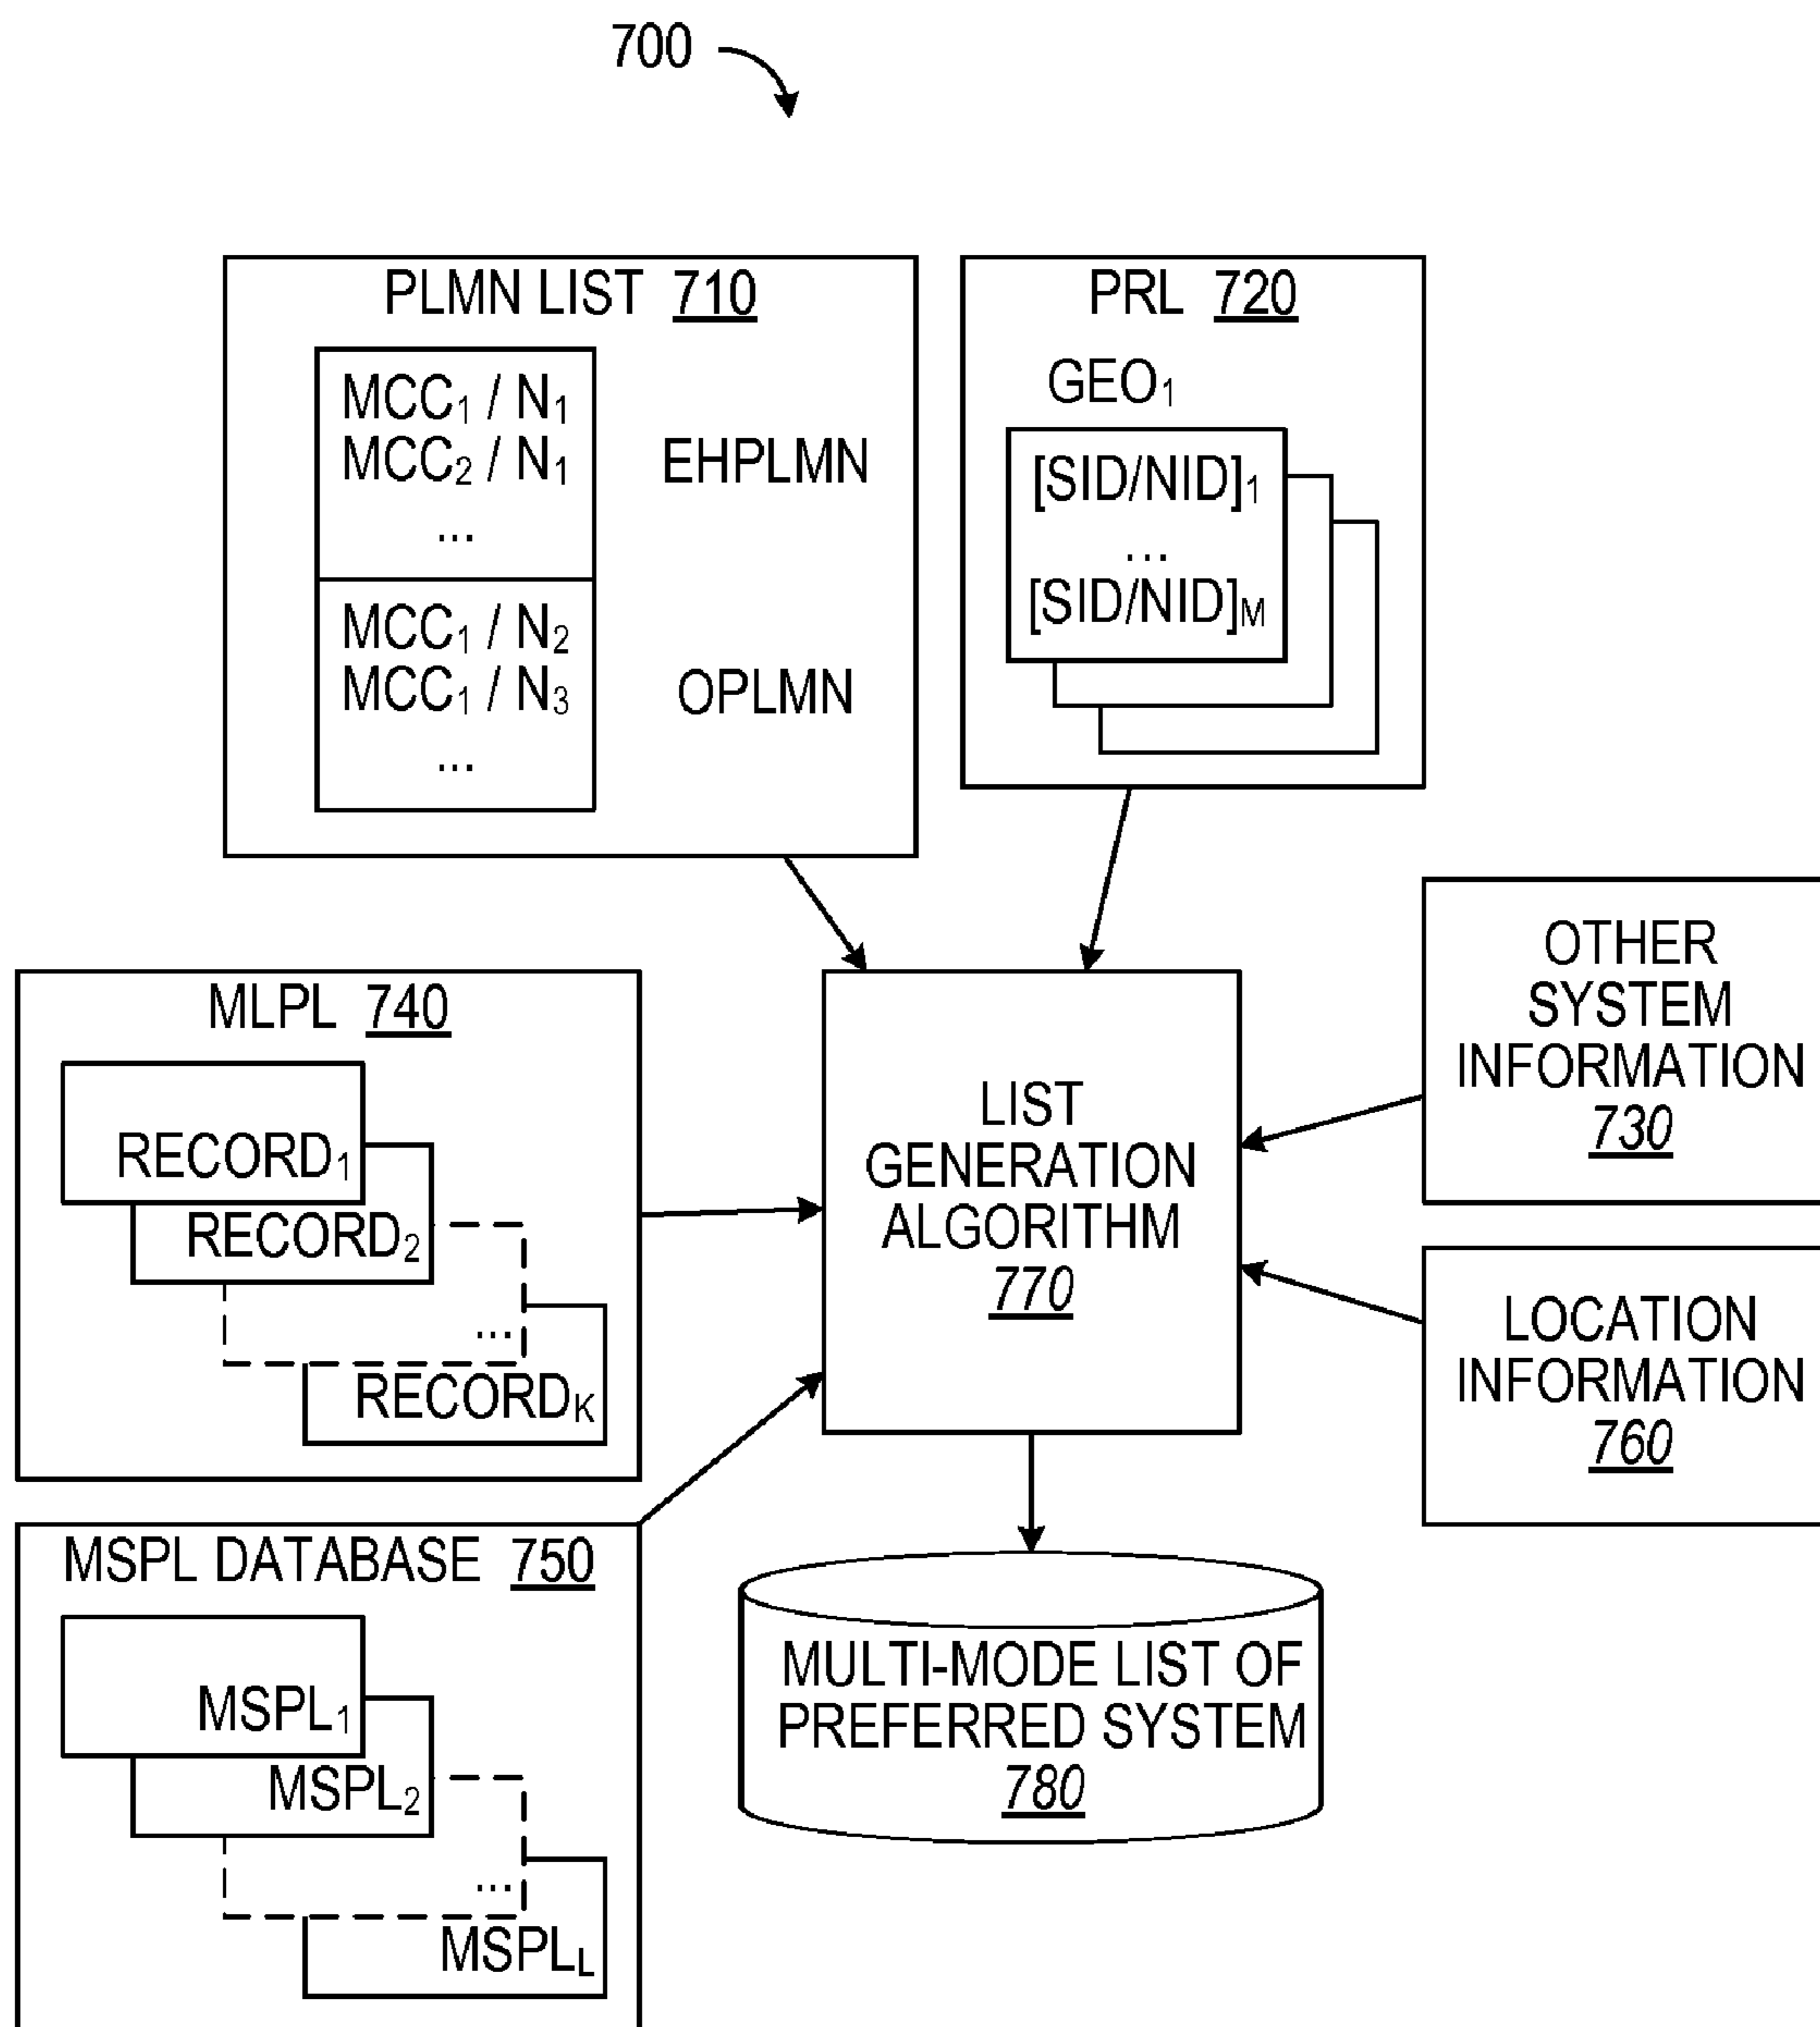 700
PLMN LIST 710
MCC₁ / N₁
MCC₂ / N₁
...
EHPLMN
MCC₁ / N₂
MCC₁ / N₃
...
OPLMN
PRL 720
GEO₁
[SID/NID]₁
...
[SID/NID]M
OTHER
SYSTEM
INFORMATION
730
MLPL 740
RECORD₁
RECORD₂
...
RECORDK
LIST
GENERATION
ALGORITHM
770
LOCATION
INFORMATION
760
MSPL DATABASE 750
MSPL₁
MSPL₂
...
MSPLL
MULTI-MODE LIST OF
PREFERRED SYSTEM
780